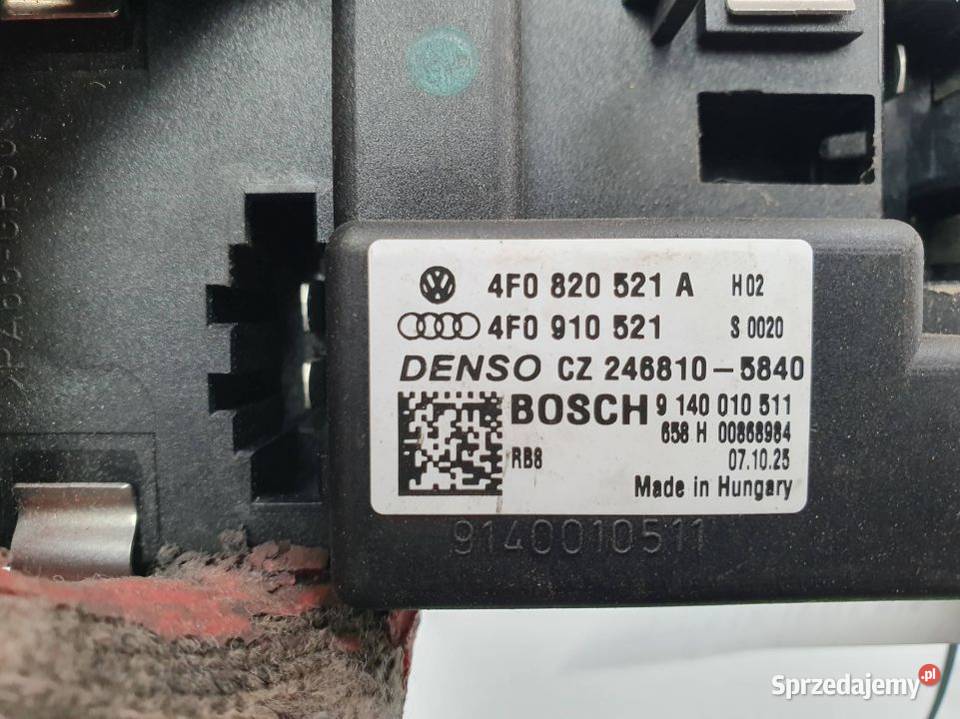 4F0 820 521 A H02
4F0 910 521 S 0020
DENSO CZ 246810-5840
BOSCH 9 140 010 511
658 H 00868984
RB8 07.10.25
Made in Hungary
9140010511
Sprzedajemy.pl